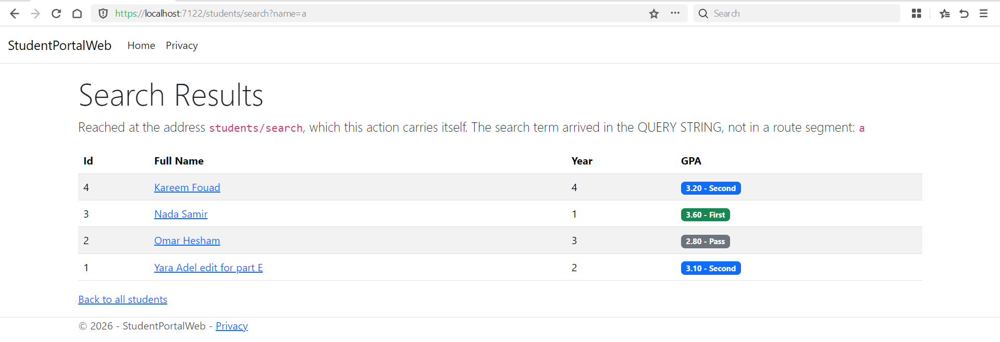 https://localhost:7122/students/search?name=a
Search
StudentPortalWeb Home Privacy
Search Results
Reached at the address students/search, which this action carries itself. The search term arrived in the QUERY STRING, not in a route segment: a
Id Full Name Year GPA
4 Kareem Fouad 4 3.20 - Second
3 Nada Samir 1 3.60 - First
2 Omar Hesham 3 2.80 - Pass
1 Yara Adel edit for part E 2 3.10 - Second
Back to all students
© 2026 - StudentPortalWeb - Privacy